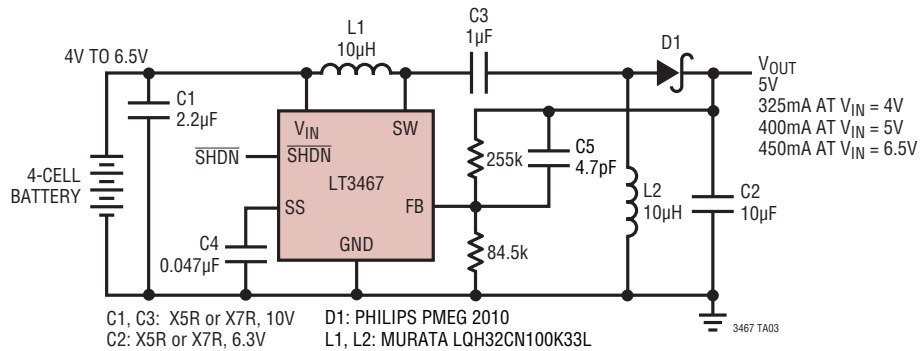 L1
10µH
C3
1µF
D1
4V TO 6.5V
C1
2.2µF
VIN
SW
SHDN
SHDN
LT3467
SS
FB
GND
4-CELL
BATTERY
C4
0.047µF
255k
C5
4.7pF
84.5k
L2
10µH
C2
10µF
VOUT
5V
325mA AT VIN = 4V
400mA AT VIN = 5V
450mA AT VIN = 6.5V
C1, C3: X5R or X7R, 10V
C2: X5R or X7R, 6.3V
D1: PHILIPS PMEG 2010
L1, L2: MURATA LQH32CN100K33L
3467 TA03